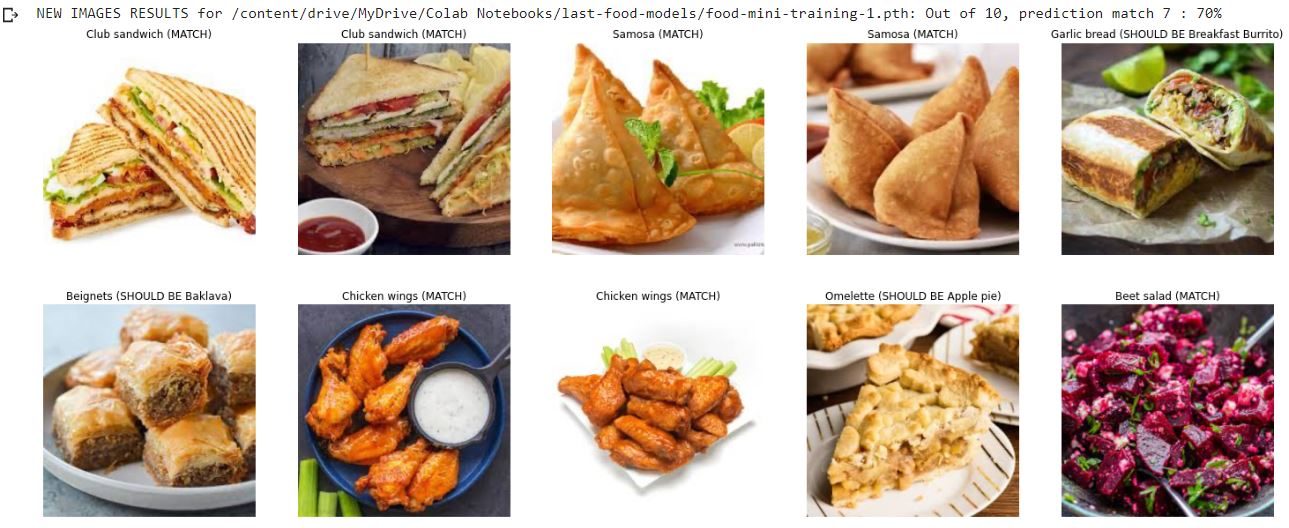 NEW IMAGES RESULTS for /content/drive/MyDrive/Colab Notebooks/last-food-models/food-mini-training-1.pth: Out of 10, prediction match 7 : 70%
Club sandwich (MATCH)
Club sandwich (MATCH)
Samosa (MATCH)
Samosa (MATCH)
Garlic bread (SHOULD BE Breakfast Burrito)
Beignets (SHOULD BE Baklava)
Chicken wings (MATCH)
Chicken wings (MATCH)
Omelette (SHOULD BE Apple pie)
Beet salad (MATCH)